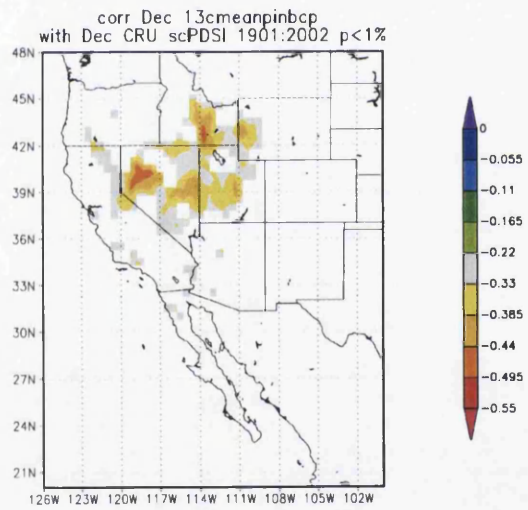 corr Dec 13cmeanpinbcp
with Dec CRU scPDSI 1901:2002 p<1%
48N
45N
42N
39N
36N
33N
30N
27N
24N
21N
126W 123W 120W 117W 114W 111W 108W 105W 102W
0
-0.055
-0.11
-0.165
-0.22
-0.33
-0.385
-0.44
-0.495
-0.55